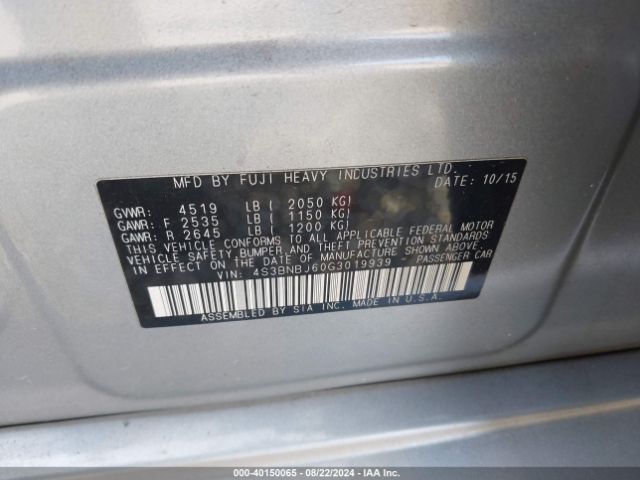 MFD BY FUJI HEAVY INDUSTRIES LTD.
DATE: 10/15
GVWR: 4519 LB ( 2050 KG)
GAWR: F 2535 LB ( 1150 KG)
GAWR: R 2645 LB ( 1200 KG)
THIS VEHICLE CONFORMS TO ALL APPLICABLE FEDERAL MOTOR
VEHICLE SAFETY, BUMPER, AND THEFT PREVENTION STANDARDS
IN EFFECT ON THE DATE OF MANUFACTURE SHOWN ABOVE.
VIN: 4S3BNBJ60G3019939 - PASSENGER CAR
ASSEMBLED BY SIA INC. MADE IN U.S.A.
000-40150065 - 08/22/2024 - IAA Inc.